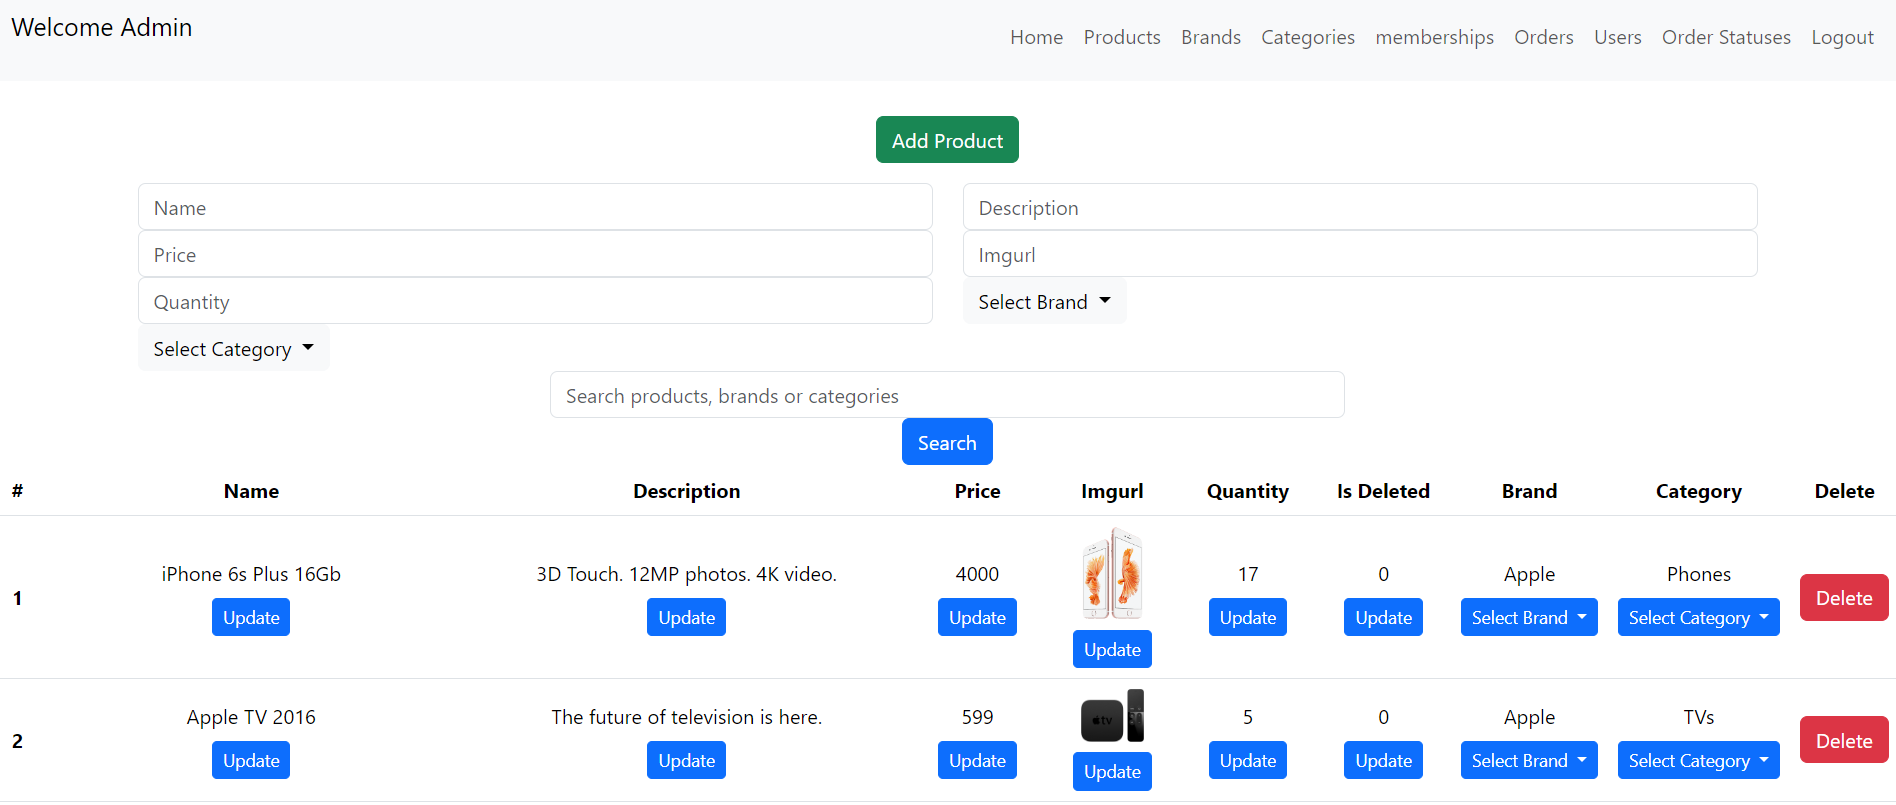 Welcome Admin
Home Products Brands Categories memberships Orders Users Order Statuses Logout
Add Product
Name Description
Price Imgurl
Quantity Select Brand
Select Category
Search products, brands or categories
Search
# Name Description Price Imgurl Quantity Is Deleted Brand Category Delete
1 iPhone 6s Plus 16Gb 3D Touch. 12MP photos. 4K video. 4000 17 0 Apple Phones Delete
Update Update Update Update Update Update Select Brand Select Category
2 Apple TV 2016 The future of television is here. 599 tv 5 0 Apple TVs Delete
Update Update Update Update Update Update Select Brand Select Category